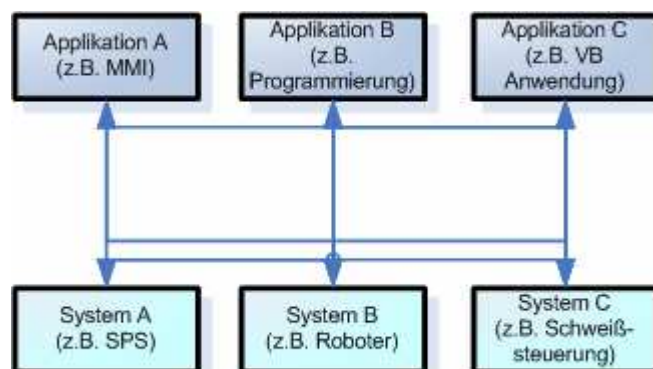 Applikation A
(z.B. MMI)
Applikation B
(z.B.
Programmierung)
Applikation C
(z.B. VB
Anwendung)
System A
(z.B. SPS)
System B
(z.B. Roboter)
System C
(z.B. Schweiß-
steuerung)